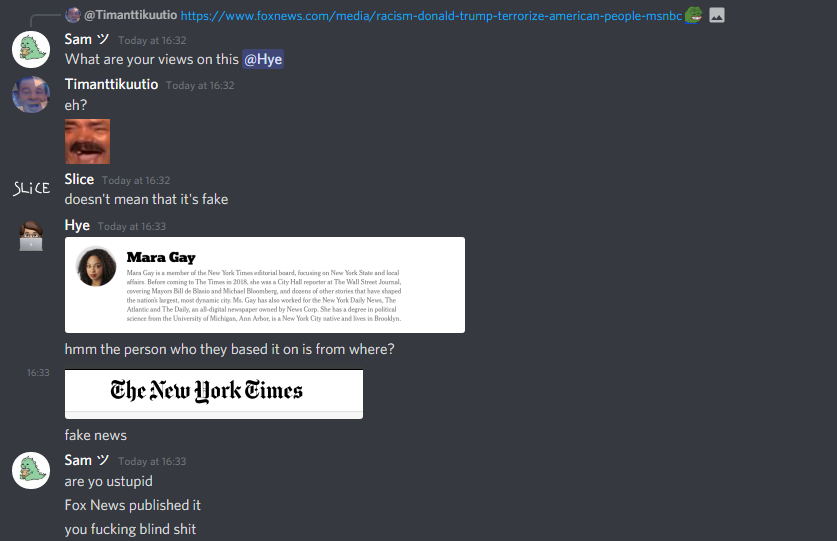 @Timanttikuutio https://www.foxnews.com/media/racism-donald-trump-terrorize-american-people-msnbc
Sam ツ Today at 16:32
What are your views on this @Hye
Timanttikuutio Today at 16:32
eh?
SLiCE
Slice Today at 16:32
doesn't mean that it's fake
Hye Today at 16:33
Mara Gay
Mara Gay is a member of the New York Times editorial board, focusing on New York State and local
affairs. Before coming to The Times in 2018, she was a City Hall reporter at The Wall Street Journal,
covering Mayors Bill de Blasio and Michael Bloomberg, and dozens of other stories that have shaped
the nation's largest, most dynamic city. Ms. Gay has also worked for the New York Daily News, The
Atlantic and The Daily, an all-digital newspaper owned by News Corp. She has a degree in political
science from the University of Michigan, Ann Arbor, is a New York City native and lives in Brooklyn.
hmm the person who they based it on is from where?
16:33
The New York Times
fake news
Sam ツ Today at 16:33
are yo ustupid
Fox News published it
you fucking blind shit